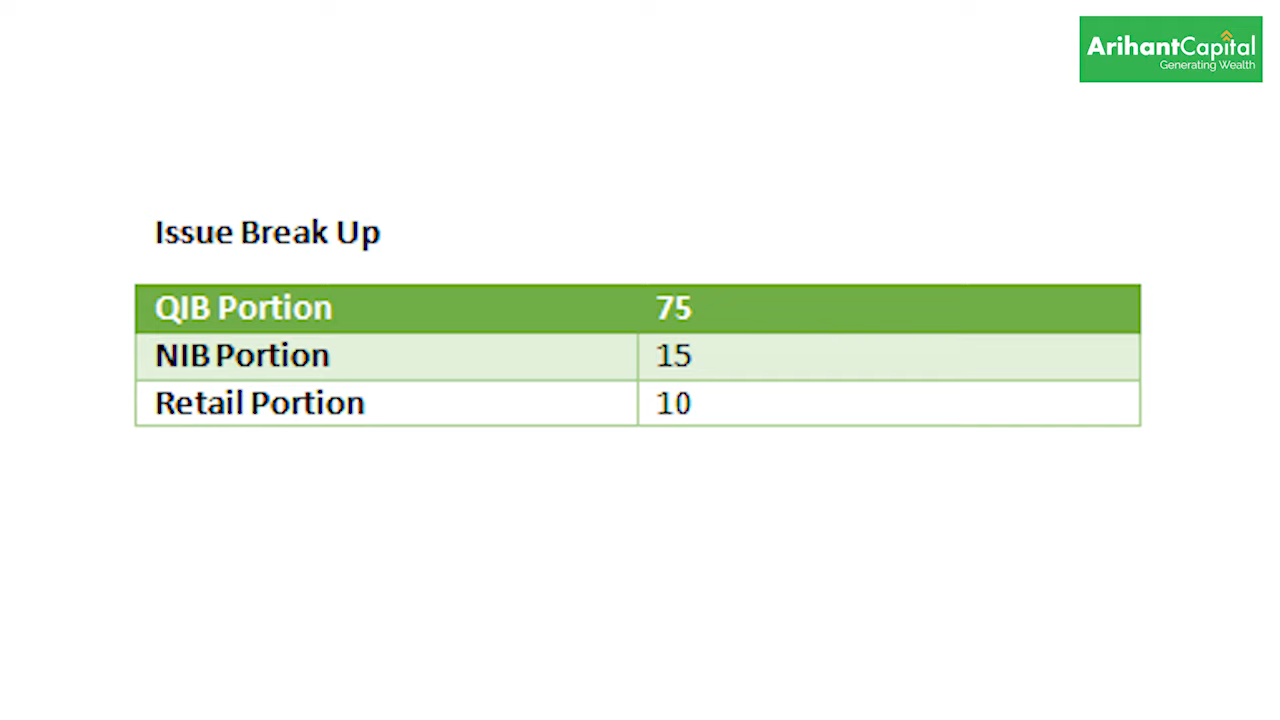 ArihantCapital
Generating Wealth
Issue Break Up
QIB Portion 75
NIB Portion 15
Retail Portion 10